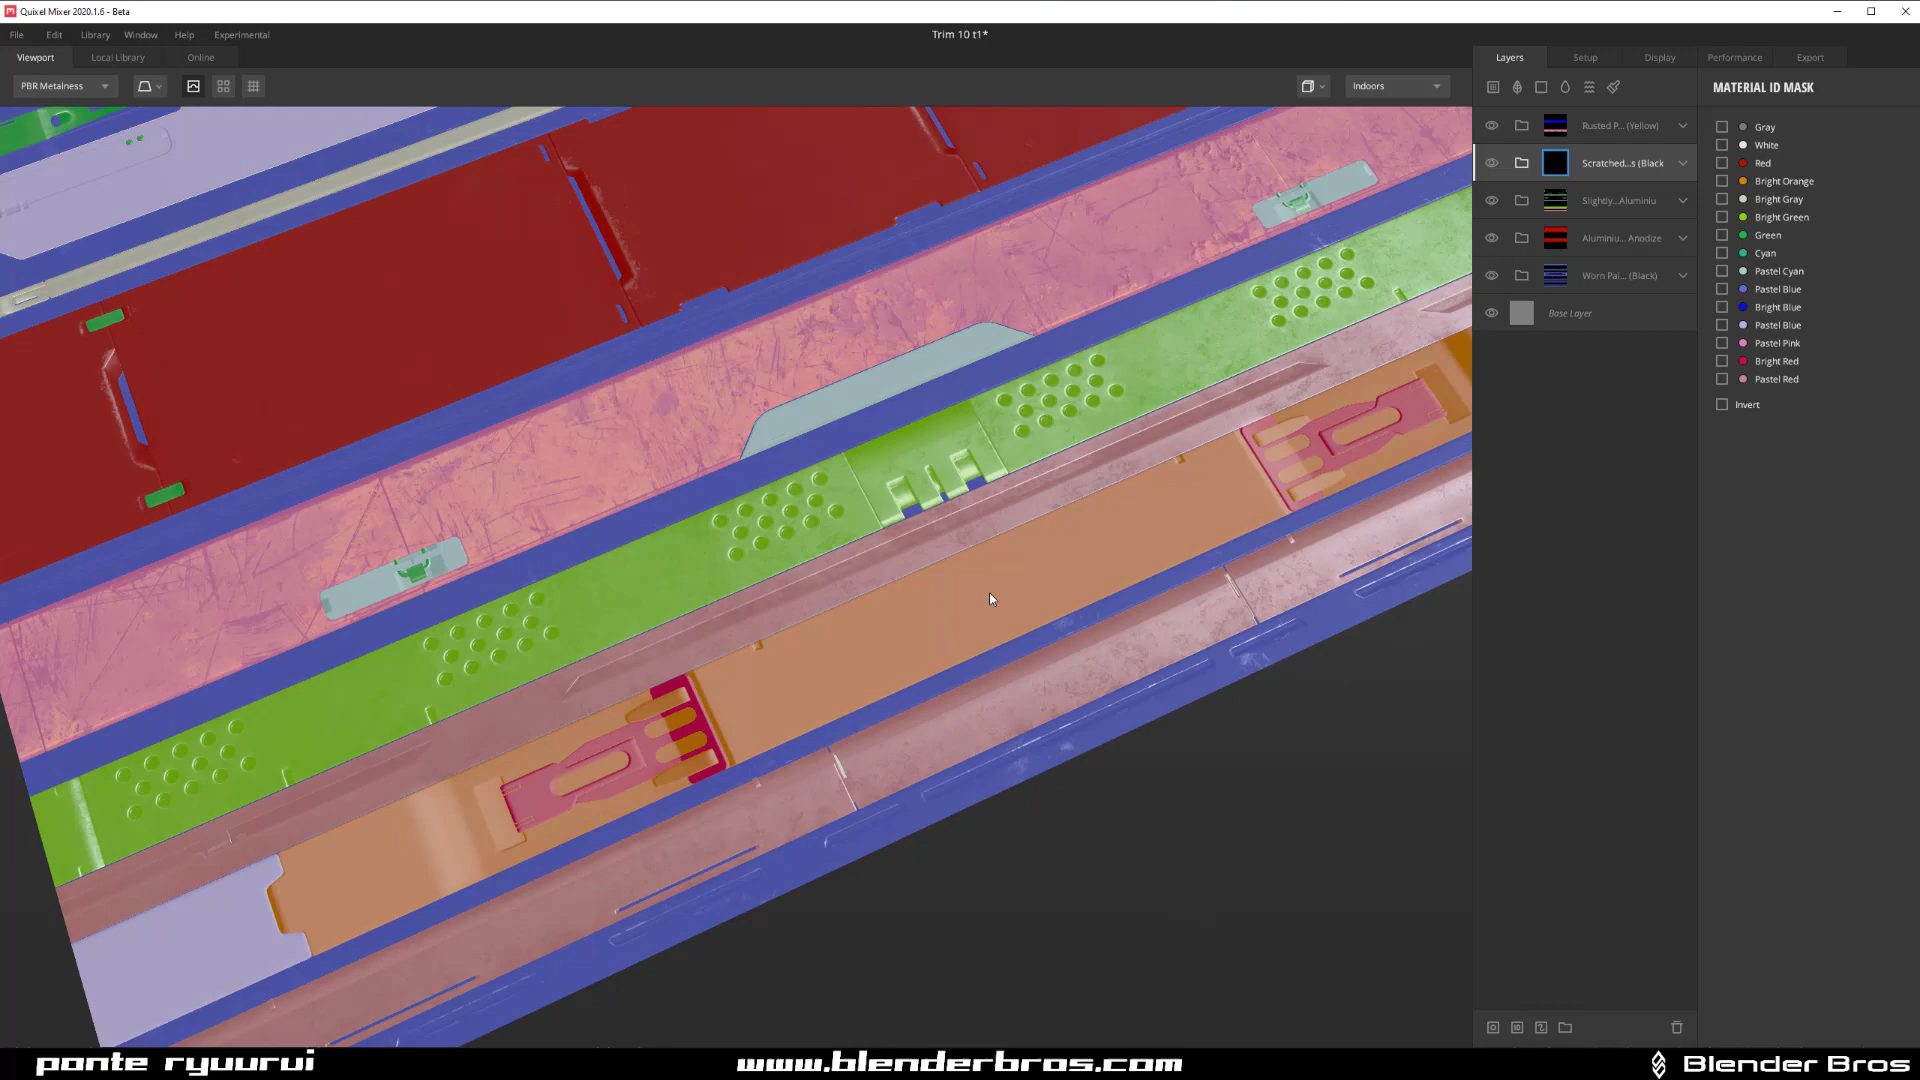 Quixel Mixer 2020.1.6 - Beta
File Edit Library Window Help Experimental
Trim 10 t1*
Viewport Local Library Online
Layers Setup Display Performance Export
PBR Metalness
Indoors
MATERIAL ID MASK
Rusted P... (Yellow)
Scratched...s (Black
Slightly,...Aluminiu
Aluminiu... Anodize
Worn Pai... (Black)
Base Layer
Gray
White
Red
Bright Orange
Bright Gray
Bright Green
Green
Cyan
Pastel Cyan
Pastel Blue
Bright Blue
Pastel Blue
Pastel Pink
Bright Red
Pastel Red
Invert
ponte ryuurui
www.blenderbros.com
Blender Bros